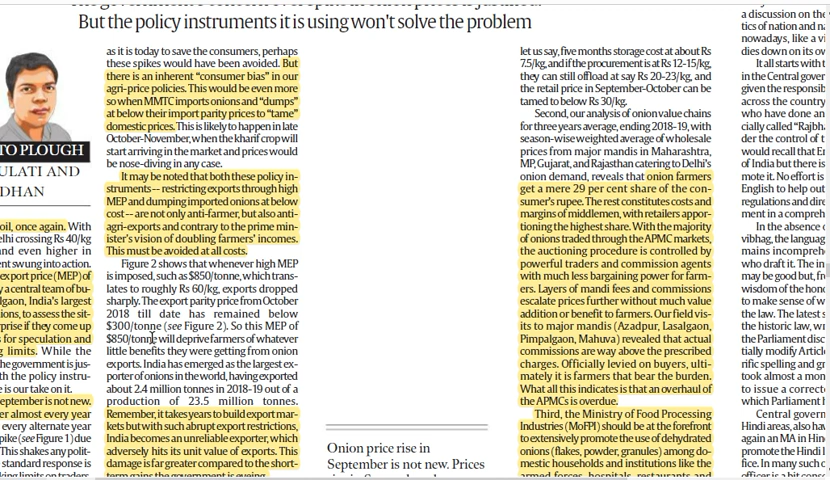 But the policy instruments it is using won't solve the problem
TO PLOUGH
ULATI AND
DHAN
oil, once again. With
elhi crossing Rs 40/kg
and even higher in
ent swung into action.
export price (MEP) of
y a central team of bu-
lgaon, India's largest
ions, to assess the sit-
rprise if they come up
s for speculation and
g limits. While the
he government is jus-
th the policy instru-
e is our take on it.
eptember is not new.
er almost every year
every alternate year
pike (see Figure 1) due
This shakes any polit-
standard response is
king limits on traders
as it is today to save the consumers, perhaps
these spikes would have been avoided. But
there is an inherent "consumer bias" in our
agri-price policies. This would be even more
so when MMTC imports onions and "dumps"
at below their import parity prices to "tame"
domestic prices. This is likely to happen in late
October-November, when the kharif crop will
start arriving in the market and prices would
be nose-diving in any case.
It may be noted that both these policy in-
struments -- restricting exports through high
MEP and dumping imported onions at below
cost -- are not only anti-farmer, but also anti-
agri-exports and contrary to the prime min-
ister's vision of doubling farmers' incomes.
This must be avoided at all costs.
Figure 2 shows that whenever high MEP
is imposed, such as $850/tonne, which trans-
lates to roughly Rs 60/kg, exports dropped
sharply. The export parity price from October
2018 till date has remained below
$300/tonne (see Figure 2). So this MEP of
$850/tonne will deprive farmers of whatever
little benefits they were getting from onion
exports. India has emerged as the largest ex-
porter of onions in the world, having exported
about 2.4 million tonnes in 2018-19 out of a
production of 23.5 million tonnes.
Remember, it takes years to build export mar-
kets but with such abrupt export restrictions,
India becomes an unreliable exporter, which
adversely hits its unit value of exports. This
damage is far greater compared to the short-
term gains the government is eyeing.
Onion price rise in
September is not new. Prices
let us say, five months storage cost at about Rs
7.5/kg, and if the procurement is at Rs 12-15/kg,
they can still offload at say Rs 20-23/kg, and
the retail price in September-October can be
tamed to below Rs 30/kg.
Second, our analysis of onion value chains
for three years average, ending 2018-19, with
season-wise weighted average of wholesale
prices from major mandis in Maharashtra,
MP, Gujarat, and Rajasthan catering to Delhi's
onion demand, reveals that onion farmers
get a mere 29 per cent share of the con-
sumer's rupee. The rest constitutes costs and
margins of middlemen, with retailers appor-
tioning the highest share. With the majority
of onions traded through the APMC markets,
the auctioning procedure is controlled by
powerful traders and commission agents
with much less bargaining power for farm-
ers. Layers of mandi fees and commissions
escalate prices further without much value
addition or benefit to farmers. Our field vis-
its to major mandis (Azadpur, Lasalgaon,
Pimpalgaon, Mahuva) revealed that actual
commissions are way above the prescribed
charges. Officially levied on buyers, ulti-
mately it is farmers that bear the burden.
What all this indicates is that an overhaul of
the APMCs is overdue.
Third, the Ministry of Food Processing
Industries (MoFPI) should be at the forefront
to extensively promote the use of dehydrated
onions (flakes, powder, granules) among do-
mestic households and institutions like the
armed forces, hospitals, restaurants and
a discussion on the
tics of nation and na
nowadays, like a vi
dies down on its ow
It all starts with t
in the Central gover
given the responsib
across the country
who have done an
cially called "Rajbh
der the control of t
would recall that En
of India but there is
mote it. No effort is
English to help out
regulations and dire
ment in a compreh
In the absence o
vibhag, the languag
mains incompreh
who draft it. The in
may be good but, fr
wisdom of the hono
to make sense of w
the law. The latest s
the historic law, wr
the Parliament disc
tially modify Articl
rific spelling and gr
took almost a mon
to issue a correct
which Parliament h
Central govern
Hindi areas, also hav
again an MA in Hind
promote the Hindi l
fice. In many such o